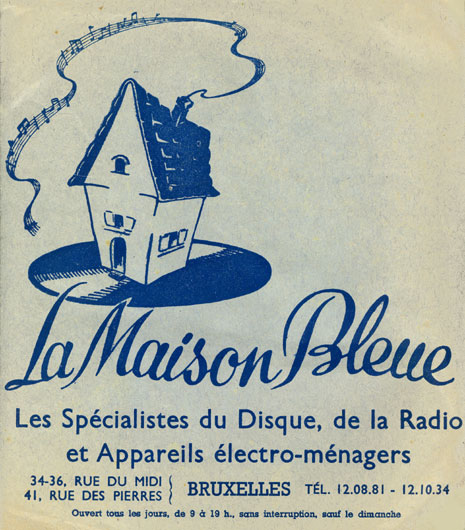 La Maison Bleue
Les Spécialistes du Disque, de la Radio
et Appareils électro-ménagers
34-36, RUE DU MIDI
41, RUE DES PIERRES } BRUXELLES TÉL. 12.08.81 - 12.10.34
Ouvert tous les jours, de 9 à 19 h., sans interruption, sauf le dimanche